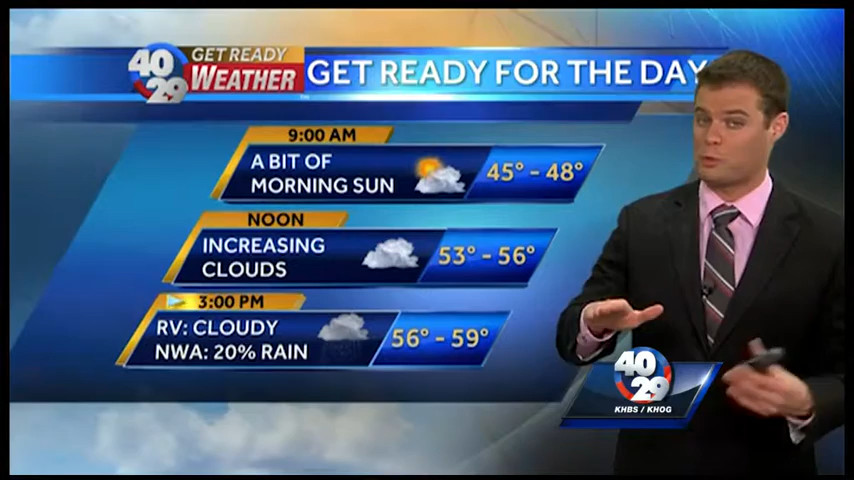 40
29
GET READY
WEATHER
GET READY FOR THE DAY
9:00 AM
A BIT OF
MORNING SUN
45° - 48°
NOON
INCREASING
CLOUDS
53° - 56°
3:00 PM
RV: CLOUDY
NWA: 20% RAIN
56° - 59°
40
29
KHBS / KHOG